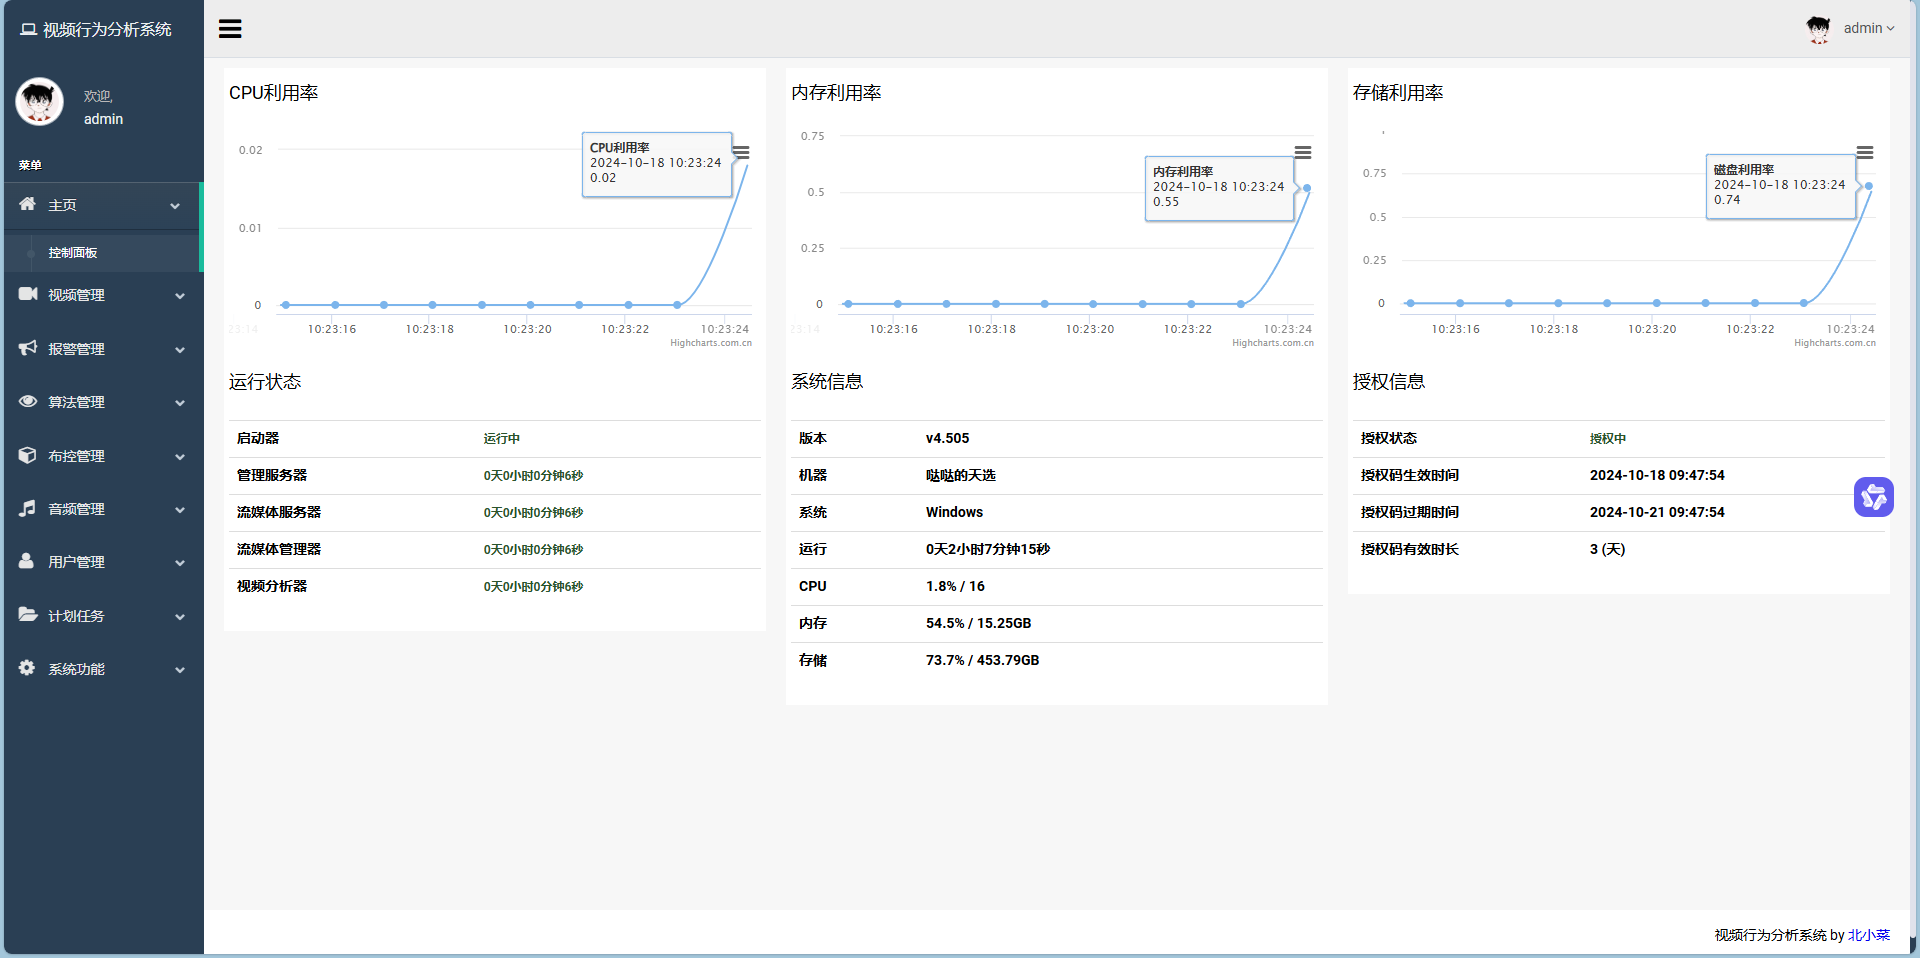 视频行为分析系统
admin
欢迎,
admin
菜单
主页
控制面板
视频管理
报警管理
算法管理
布控管理
音频管理
用户管理
计划任务
系统功能
CPU利用率
0.02
0.01
0
CPU利用率
2024-10-18 10:23:24
0.02
23:14 10:23:16 10:23:18 10:23:20 10:23:22 10:23:24
Highcharts.com.cn
内存利用率
0.75
0.5
0.25
0
内存利用率
2024-10-18 10:23:24
0.55
23:14 10:23:16 10:23:18 10:23:20 10:23:22 10:23:24
Highcharts.com.cn
存储利用率
0.75
0.5
0.25
0
磁盘利用率
2024-10-18 10:23:24
0.74
10:23:16 10:23:18 10:23:20 10:23:22 10:23:24
Highcharts.com.cn
运行状态
启动器 运行中
管理服务器 0天0小时0分钟6秒
流媒体服务器 0天0小时0分钟6秒
流媒体管理器 0天0小时0分钟6秒
视频分析器 0天0小时0分钟6秒
系统信息
版本 v4.505
机器 哒哒的天选
系统 Windows
运行 0天2小时7分钟15秒
CPU 1.8% / 16
内存 54.5% / 15.25GB
存储 73.7% / 453.79GB
授权信息
授权状态 授权中
授权码生效时间 2024-10-18 09:47:54
授权码过期时间 2024-10-21 09:47:54
授权码有效时长 3 (天)
视频行为分析系统 by 北小菜